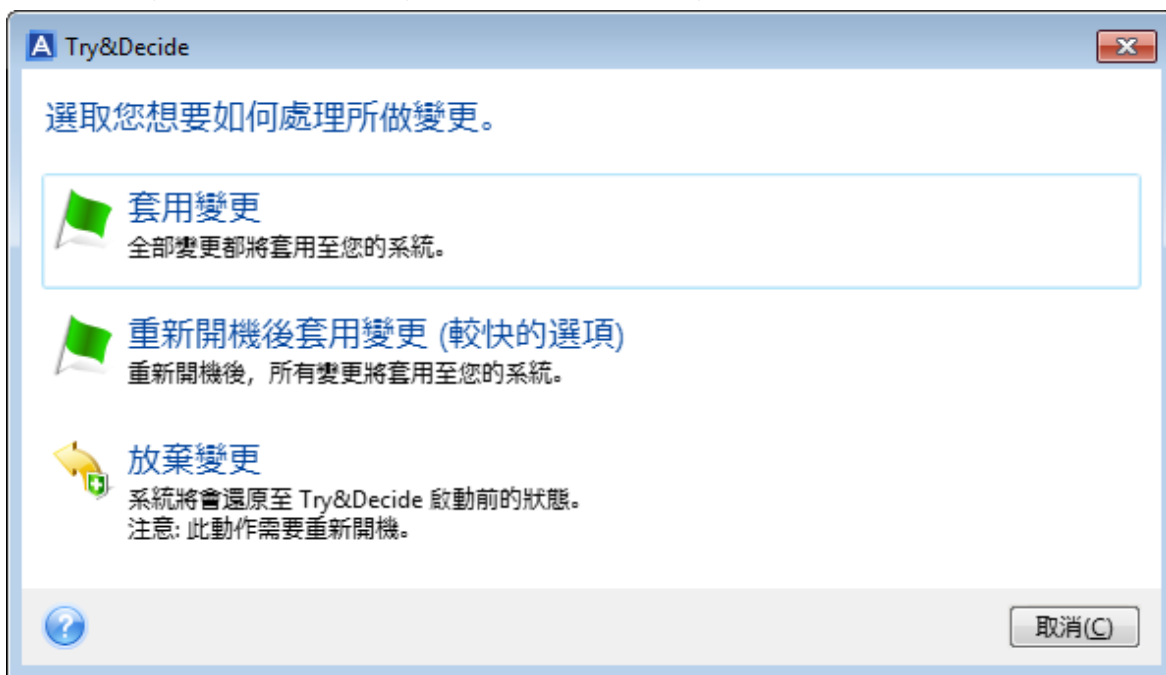 Try&Decide
選取您想要如何處理所做變更。
套用變更
全部變更都將套用至您的系統。
重新開機後套用變更 (較快的選項)
重新開機後，所有變更將套用至您的系統。
放棄變更
系統將會還原至 Try&Decide 啟動前的狀態。
注意: 此動作需要重新開機。
取消(C)